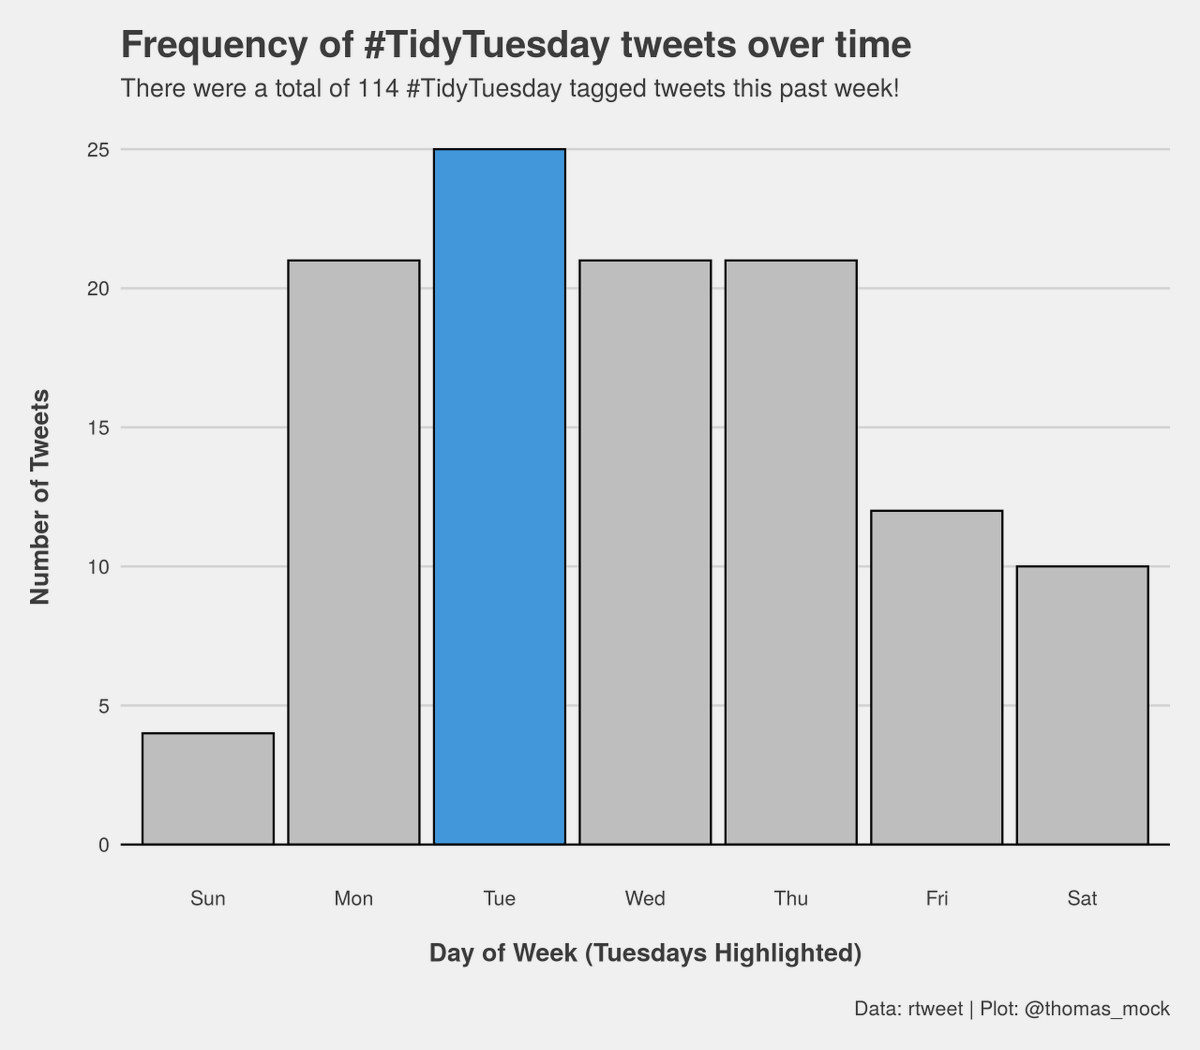 Frequency of #TidyTuesday tweets over time
There were a total of 114 #TidyTuesday tagged tweets this past week!
25
20
15
10
5
0
Number of Tweets
Sun Mon Tue Wed Thu Fri Sat
Day of Week (Tuesdays Highlighted)
Data: rtweet | Plot: @thomas_mock